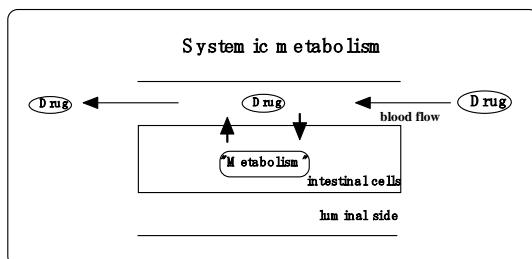 Systemic metabolism
Drug
Drug
Drug
blood flow
"Metabolism"
intestinal cells
luminal side